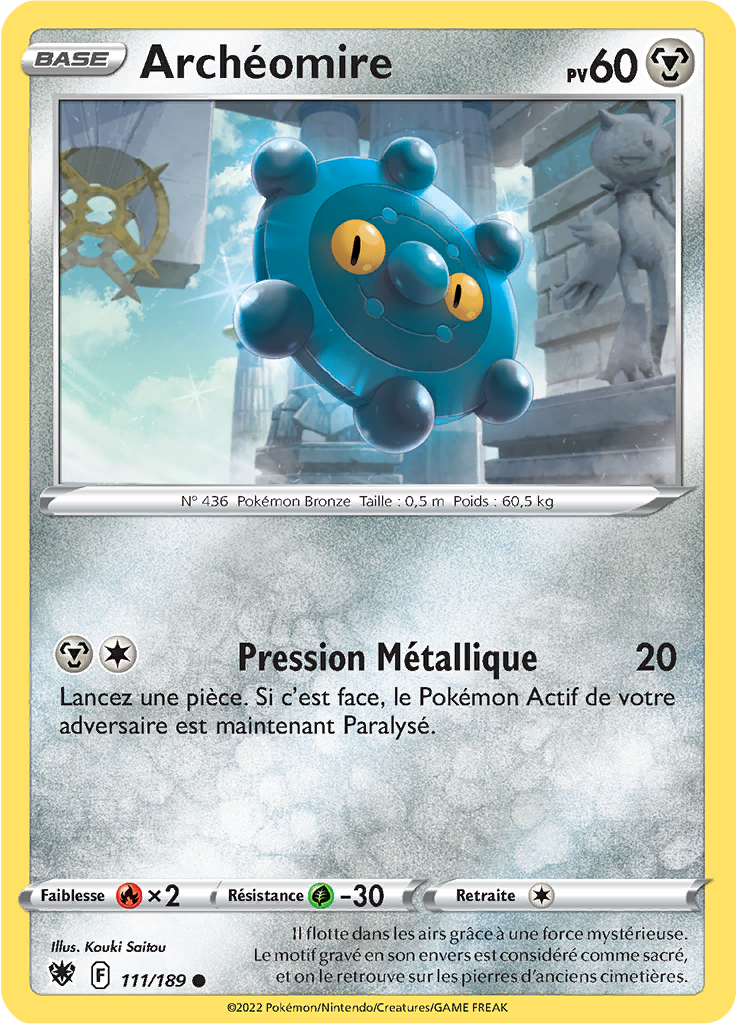 BASE Archéomire PV60
N° 436 Pokémon Bronze Taille : 0,5 m Poids : 60,5 kg
Pression Métallique 20
Lancez une pièce. Si c'est face, le Pokémon Actif de votre
adversaire est maintenant Paralysé.
Faiblesse ×2 Résistance -30 Retraite
Illus. Kouki Saitou
Il flotte dans les airs grâce à une force mystérieuse.
Le motif gravé en son envers est considéré comme sacré,
et on le retrouve sur les pierres d'anciens cimetières.
F 111/189
©2022 Pokémon/Nintendo/Creatures/GAME FREAK